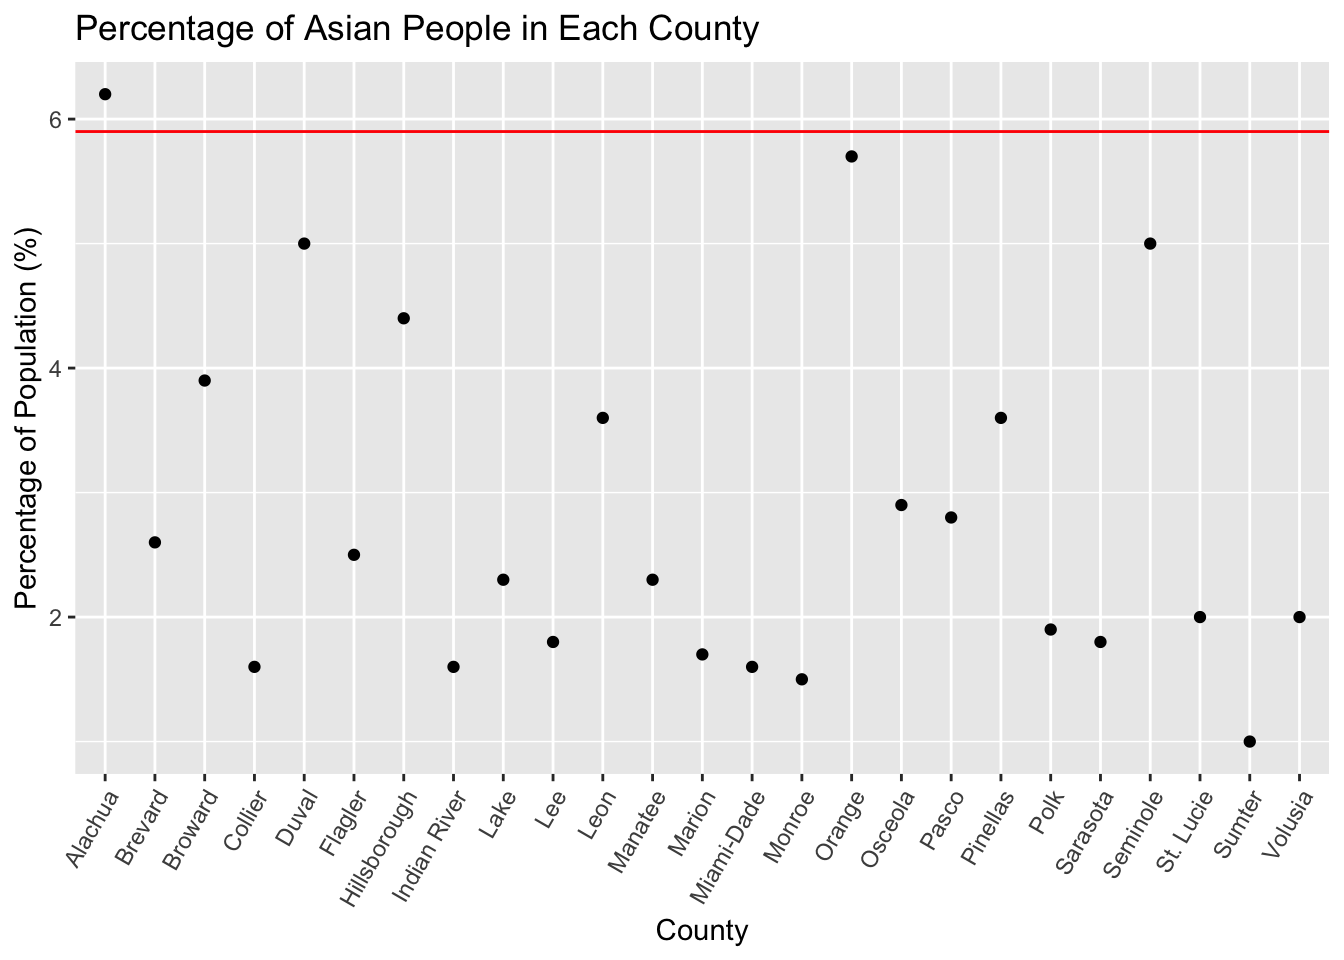 Percentage of Asian People in Each County
Percentage of Population (%)
6
4
2
Alachua
Brevard
Broward
Collier
Duval
Flagler
Hillsborough
Indian River
Lake
Lee
Leon
Manatee
Marion
Miami-Dade
Monroe
Orange
Osceola
Pasco
Pinellas
Polk
Sarasota
Seminole
St. Lucie
Sumter
Volusia
County